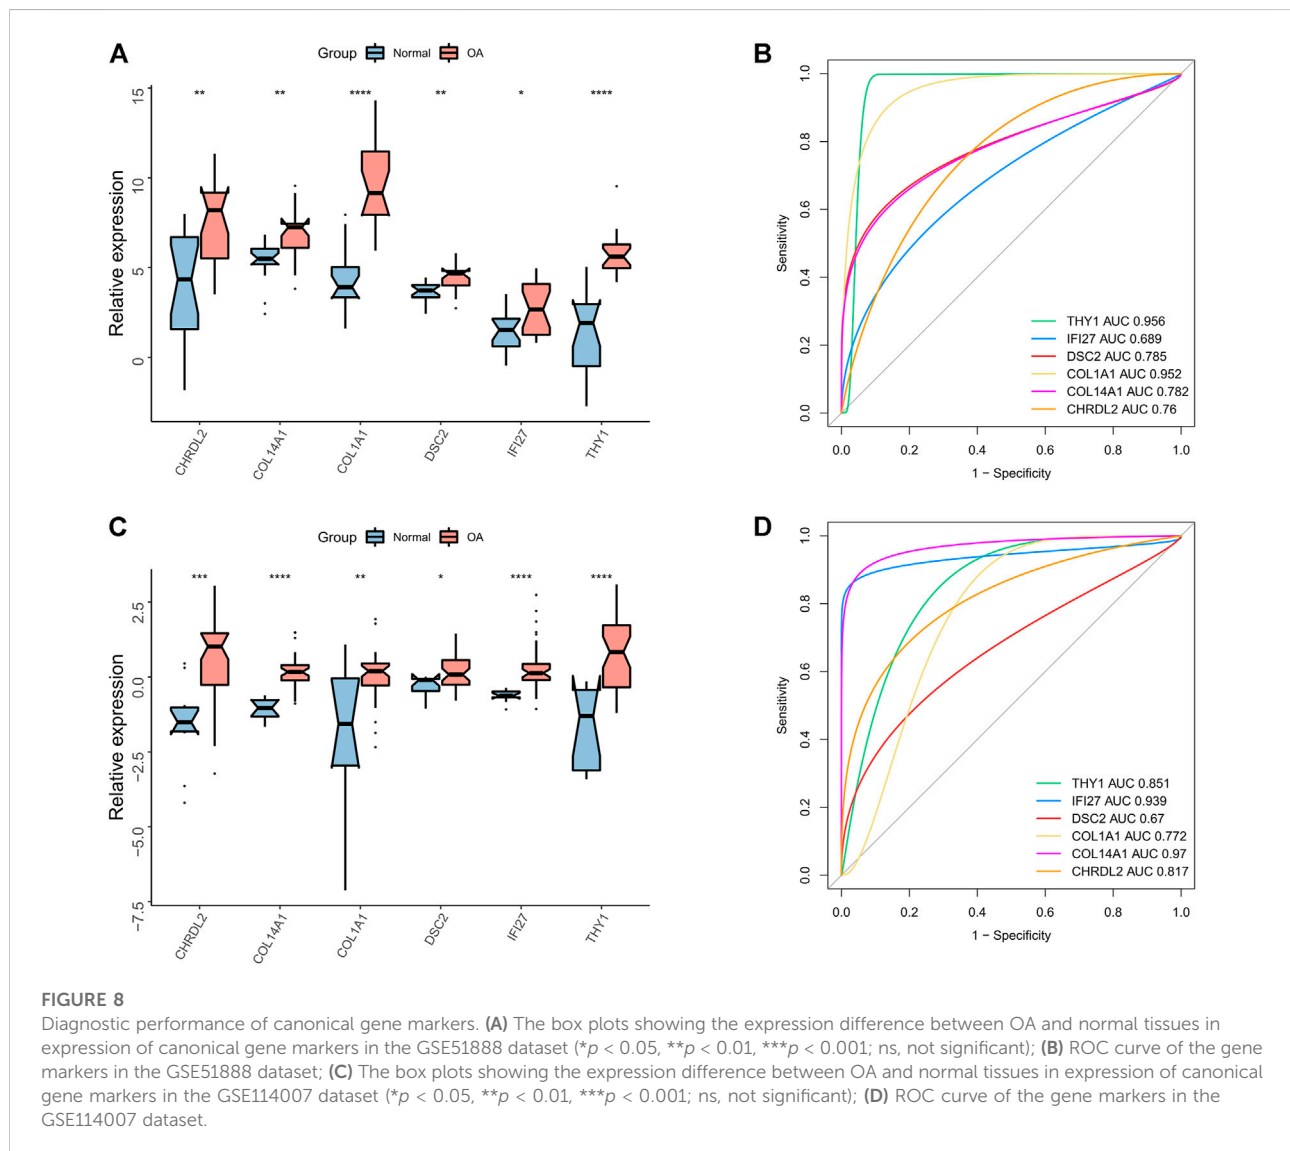 A
Group Normal OA
** ** **** ** * ****
Relative expression
15
10
5
0
CHRDL2
COL14A1
COL1A1
DSC2
IFI27
THY1
B
Sensitivity
1.0
0.8
0.6
0.4
0.2
0.0
THY1 AUC 0.956
IFI27 AUC 0.689
DSC2 AUC 0.785
COL1A1 AUC 0.952
COL14A1 AUC 0.782
CHRDL2 AUC 0.76
0.0 0.2 0.4 0.6 0.8 1.0
1 − Specificity
C
Group Normal OA
*** **** ** * **** ****
Relative expression
2.5
0.0
−2.5
−5.0
−7.5
CHRDL2
COL14A1
COL1A1
DSC2
IFI27
THY1
D
Sensitivity
1.0
0.8
0.6
0.4
0.2
0.0
THY1 AUC 0.851
IFI27 AUC 0.939
DSC2 AUC 0.67
COL1A1 AUC 0.772
COL14A1 AUC 0.97
CHRDL2 AUC 0.817
0.0 0.2 0.4 0.6 0.8 1.0
1 − Specificity
FIGURE 8
Diagnostic performance of canonical gene markers. (A) The box plots showing the expression difference between OA and normal tissues in
expression of canonical gene markers in the GSE51888 dataset (*p < 0.05, **p < 0.01, ***p < 0.001; ns, not significant); (B) ROC curve of the gene
markers in the GSE51888 dataset; (C) The box plots showing the expression difference between OA and normal tissues in expression of canonical
gene markers in the GSE114007 dataset (*p < 0.05, **p < 0.01, ***p < 0.001; ns, not significant); (D) ROC curve of the gene markers in the
GSE114007 dataset.